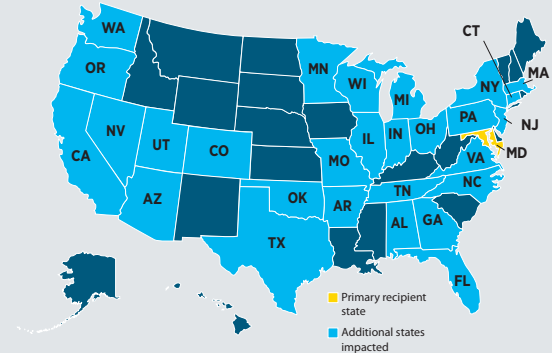 WA
CT
OR
MN
WI
NY
MA
MI
PA
NJ
NV
UT
CO
IL
IN
OH
MD
CA
MO
VA
AZ
OK
AR
TN
NC
TX
AL
GA
FL
Primary recipient
state
Additional states
impacted